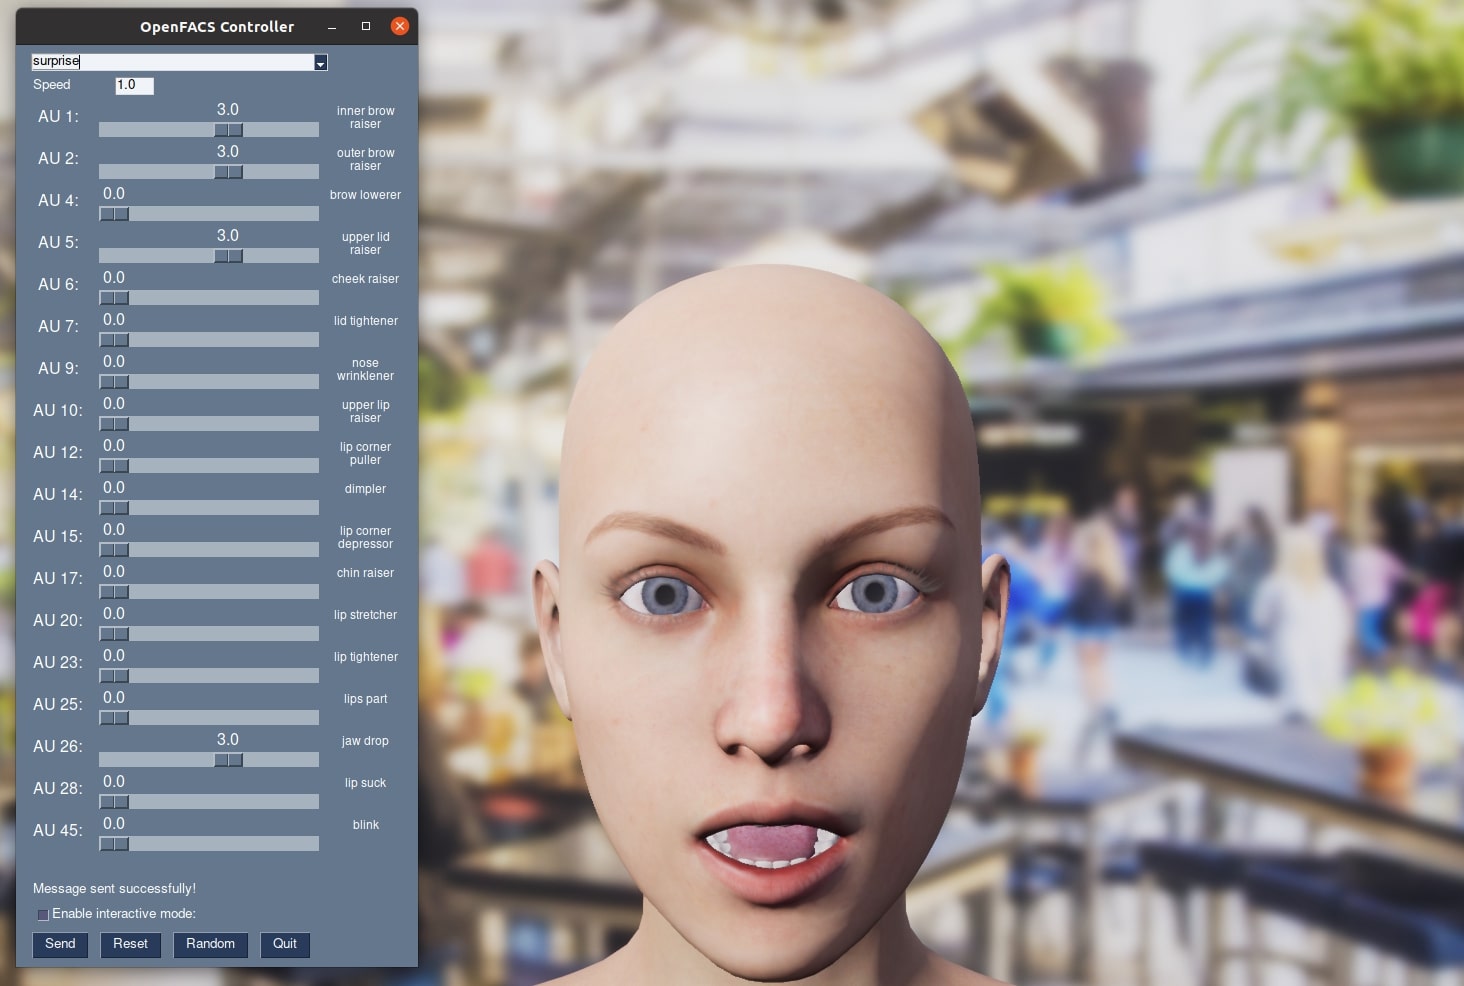 OpenFACS Controller
surprise
Speed 1.0
AU 1: 3.0 inner brow
raiser
AU 2: 3.0 outer brow
raiser
AU 4: 0.0 brow lowerer
AU 5: 3.0 upper lid
raiser
AU 6: 0.0 cheek raiser
AU 7: 0.0 lid tightener
AU 9: 0.0 nose
wrinklener
AU 10: 0.0 upper lip
raiser
AU 12: 0.0 lip corner
puller
AU 14: 0.0 dimpler
AU 15: 0.0 lip corner
depressor
AU 17: 0.0 chin raiser
AU 20: 0.0 lip stretcher
AU 23: 0.0 lip tightener
AU 25: 0.0 lips part
AU 26: 3.0 jaw drop
AU 28: 0.0 lip suck
AU 45: 0.0 blink
Message sent successfully!
Enable interactive mode:
Send Reset Random Quit